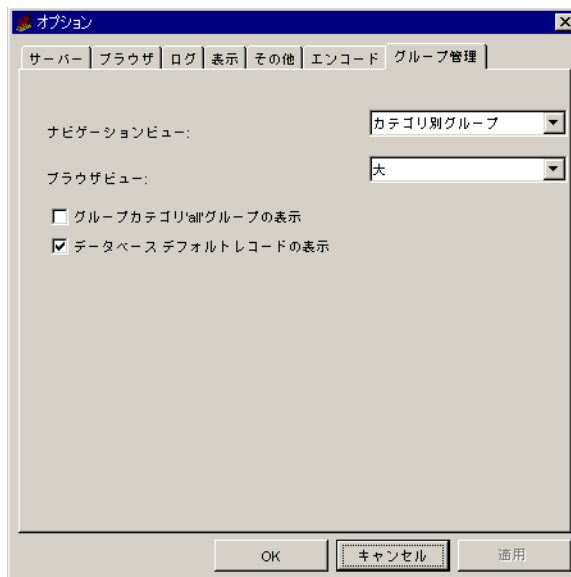 オプション
サーバー ブラウザ ログ 表示 その他 エンコード グループ管理
ナビゲーションビュー: カテゴリ別グループ
ブラウザビュー: 大
グループカテゴリ'all'グループの表示
データベース デフォルトレコードの表示
OK キャンセル 適用